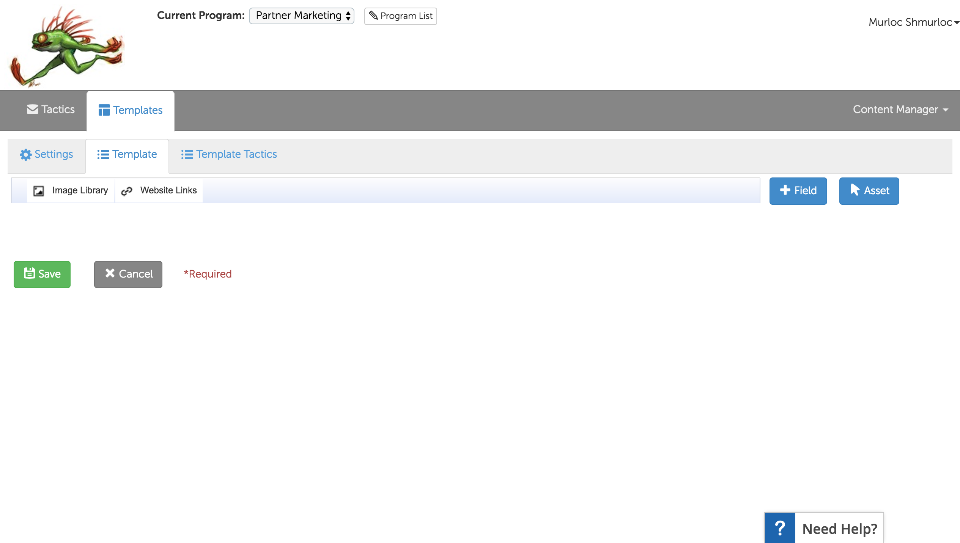 Current Program: Partner Marketing Program List
Murloc Shmurloc
Tactics Templates Content Manager
Settings Template Template Tactics
Image Library Website Links Field Asset
Save Cancel *Required
? Need Help?